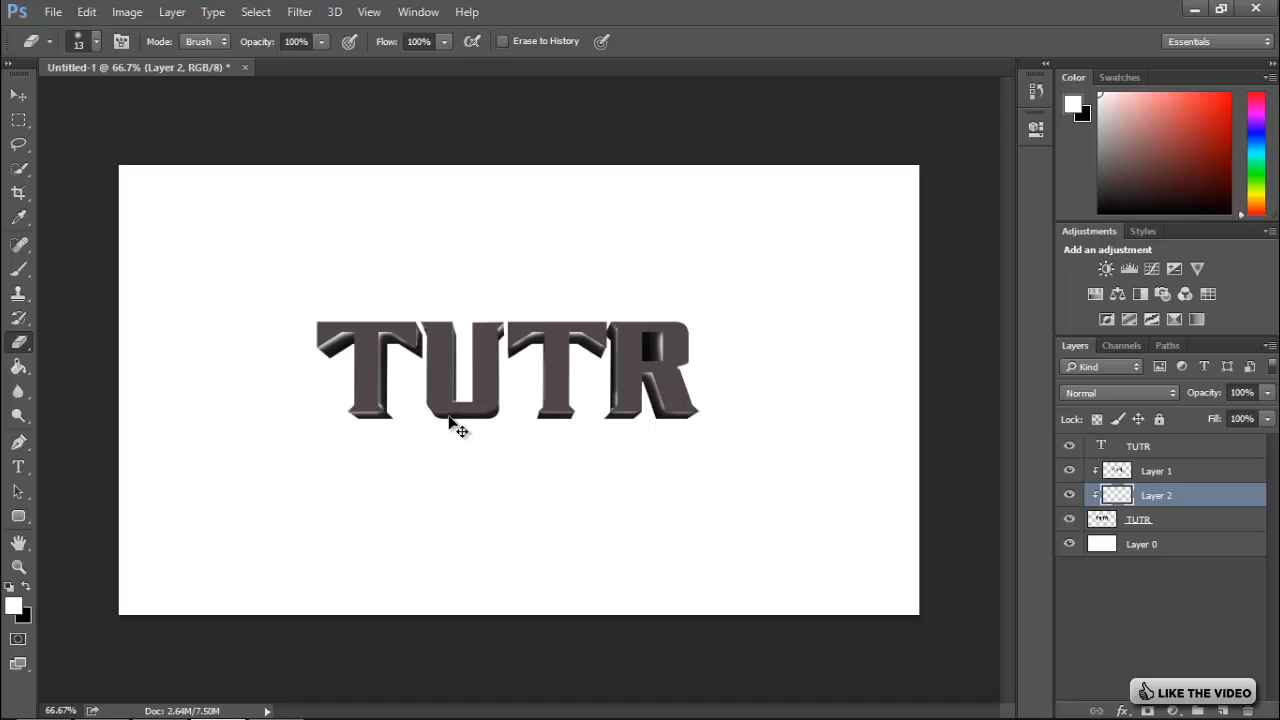 Ps File Edit Image Layer Type Select Filter 3D View Window Help
13 Mode: Brush Opacity: 100% Flow: 100% Erase to History Essentials
Untitled-1 @ 66.7% (Layer 2, RGB/8) * ×
Color Swatches
Adjustments Styles
Add an adjustment
TUTR
Layers Channels Paths
Kind
Normal Opacity: 100%
Lock: Fill: 100%
T TUTR
Layer 1
Layer 2
TUTR
Layer 0
LIKE THE VIDEO
66.67% Doc: 2.64M/7.50M